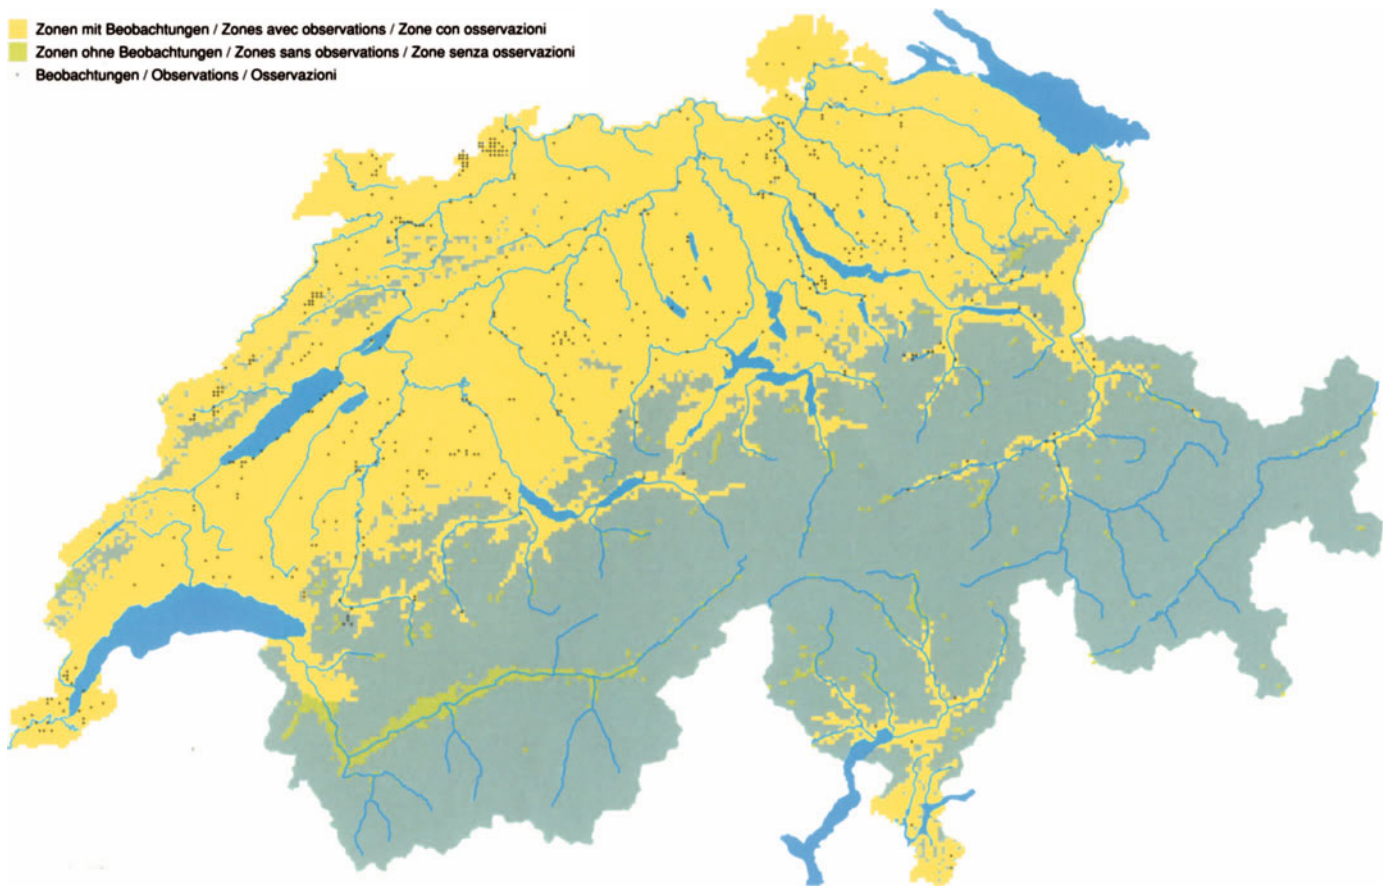 Zonen mit Beobachtungen / Zones avec observations / Zone con osservazioni
Zonen ohne Beobachtungen / Zones sans observations / Zone senza osservazioni
Beobachtungen / Observations / Osservazioni